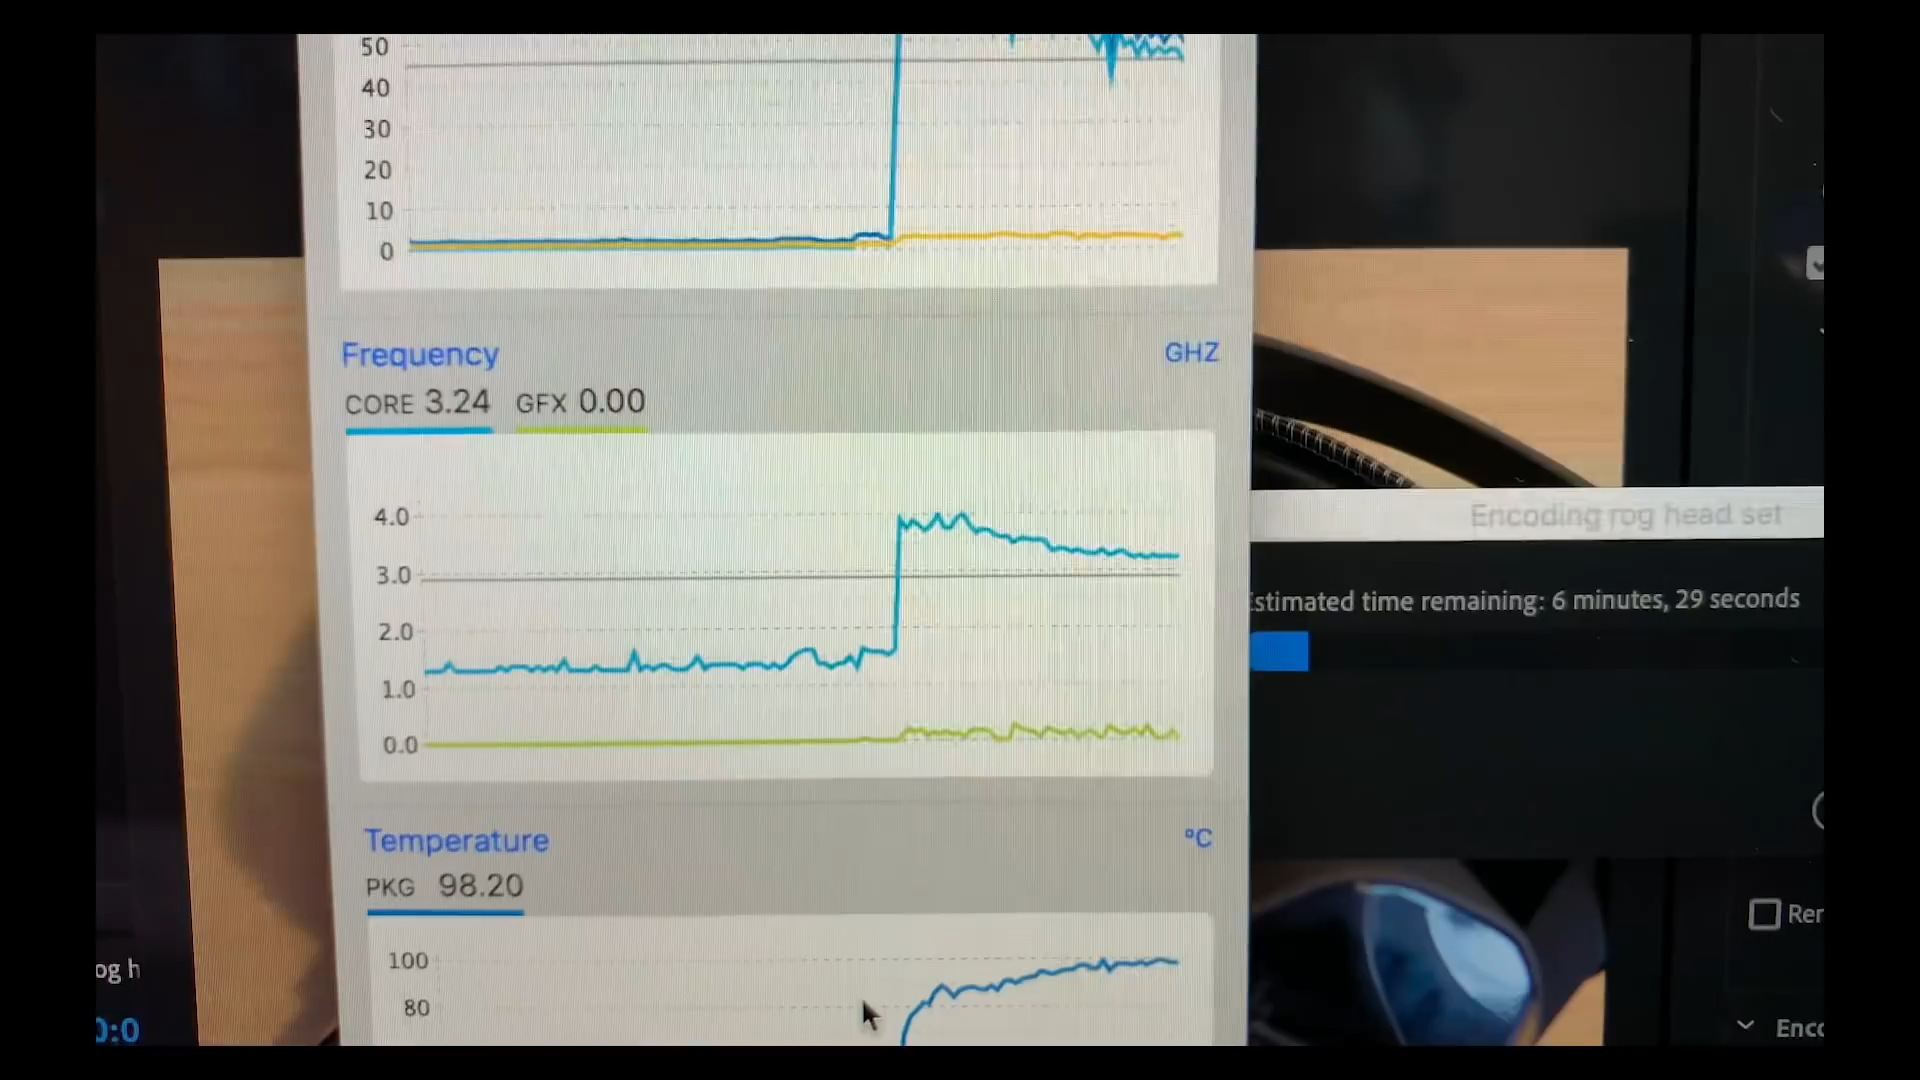 50
40
30
20
10
0
Frequency
GHZ
CORE 3.24 GFX 0.00
4.0
3.0
2.0
1.0
0.0
Temperature
°C
PKG 98.20
100
80
Encoding rog head set
Estimated time remaining: 6 minutes, 29 seconds
Rer
Enc
og h
0:0